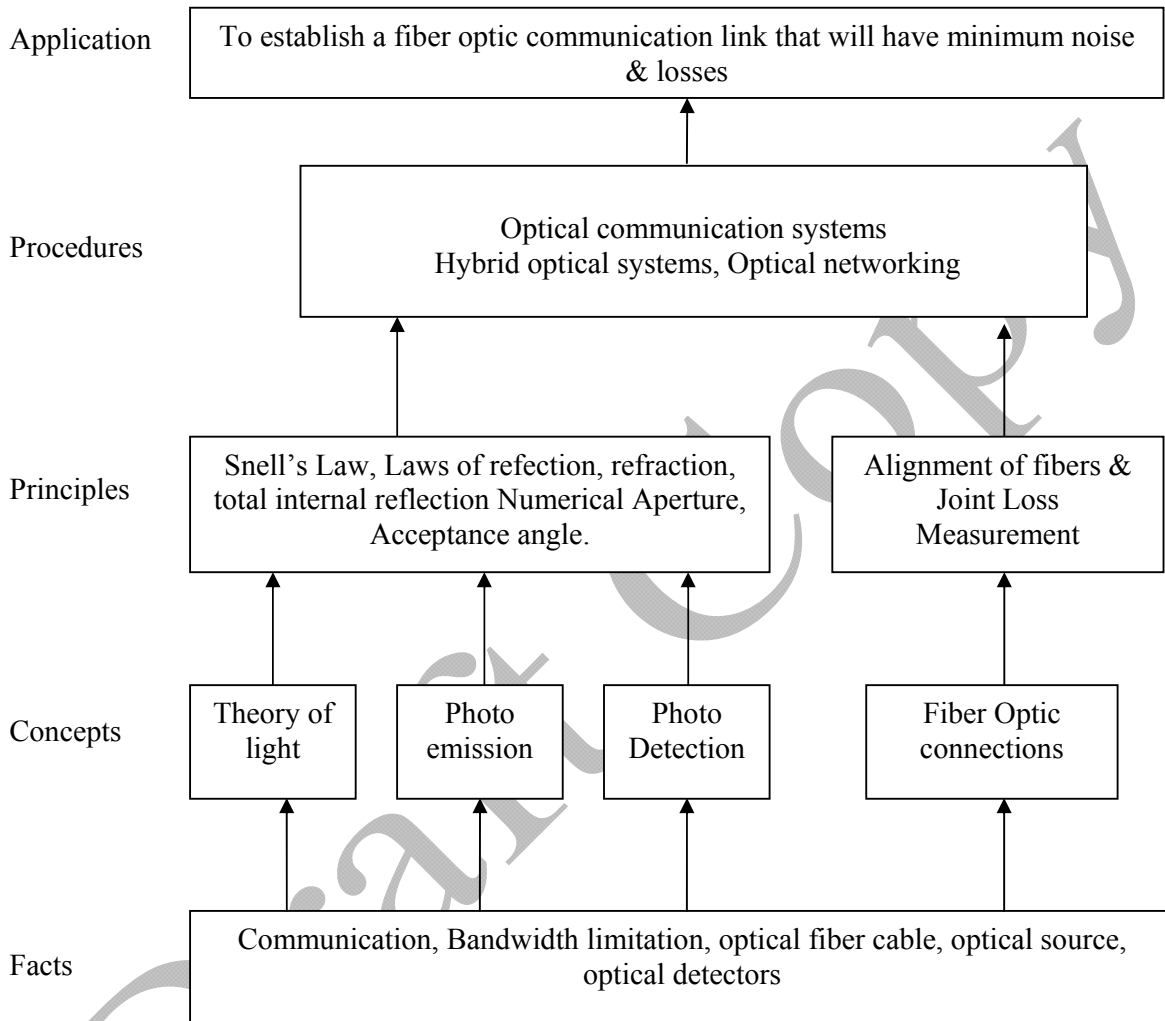 Application
To establish a fiber optic communication link that will have minimum noise
& losses
Procedures
Optical communication systems
Hybrid optical systems, Optical networking
Principles
Snell's Law, Laws of refection, refraction,
total internal reflection Numerical Aperture,
Acceptance angle.
Alignment of fibers &
Joint Loss
Measurement
Concepts
Theory of
light
Photo
emission
Photo
Detection
Fiber Optic
connections
Facts
Communication, Bandwidth limitation, optical fiber cable, optical source,
optical detectors
Copy